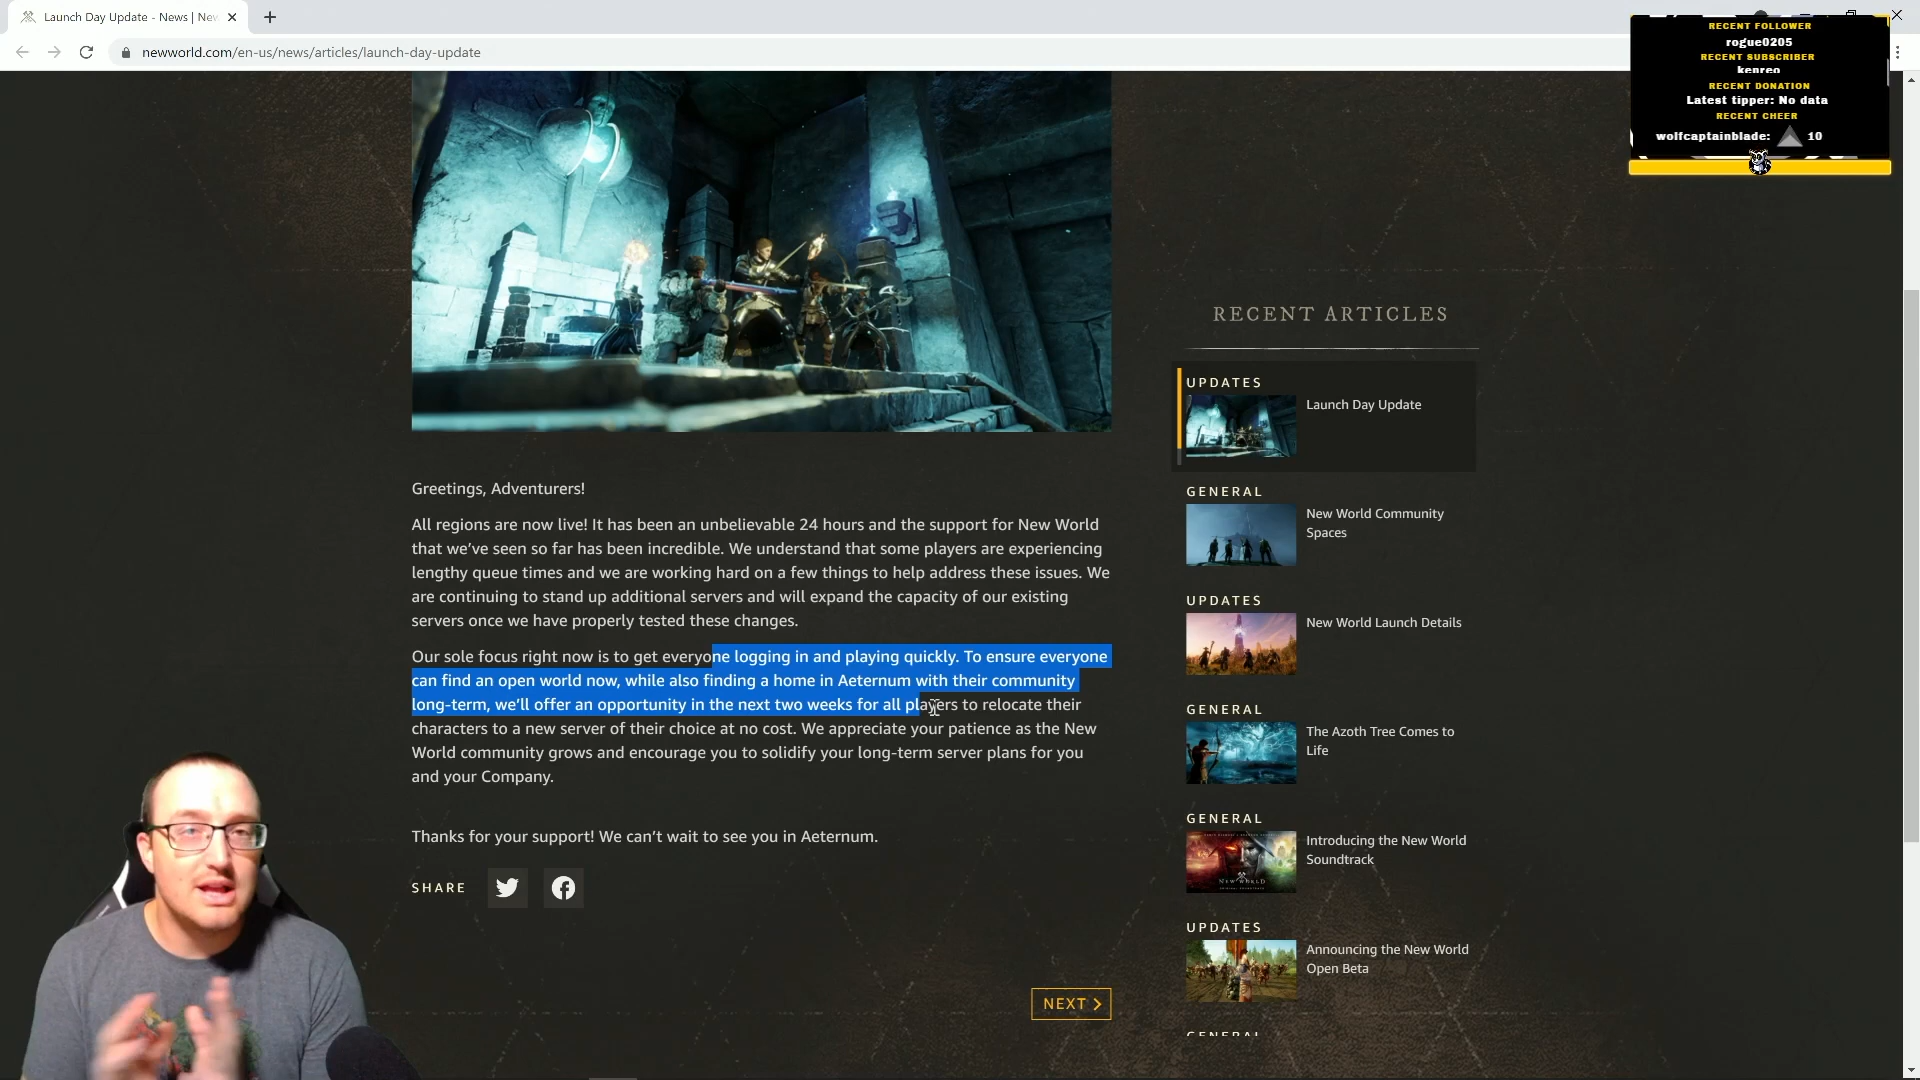 Launch Day Update - News | New
newworld.com/en-us/news/articles/launch-day-update
RECENT FOLLOWER
rogue0205
RECENT SUBSCRIBER
kenreo
RECENT DONATION
Latest tipper: No data
RECENT CHEER
wolfcaptainblade: 10
Greetings, Adventurers!
All regions are now live! It has been an unbelievable 24 hours and the support for New World
that we've seen so far has been incredible. We understand that some players are experiencing
lengthy queue times and we are working hard on a few things to help address these issues. We
are continuing to stand up additional servers and will expand the capacity of our existing
servers once we have properly tested these changes.
Our sole focus right now is to get everyone logging in and playing quickly. To ensure everyone
can find an open world now, while also finding a home in Aeternum with their community
long-term, we'll offer an opportunity in the next two weeks for all players to relocate their
characters to a new server of their choice at no cost. We appreciate your patience as the New
World community grows and encourage you to solidify your long-term server plans for you
and your Company.
Thanks for your support! We can't wait to see you in Aeternum.
SHARE
NEXT
RECENT ARTICLES
UPDATES
Launch Day Update
GENERAL
New World Community
Spaces
UPDATES
New World Launch Details
GENERAL
The Azoth Tree Comes to
Life
GENERAL
Introducing the New World
Soundtrack
NEW WORLD
UPDATES
Announcing the New World
Open Beta
GENERAL